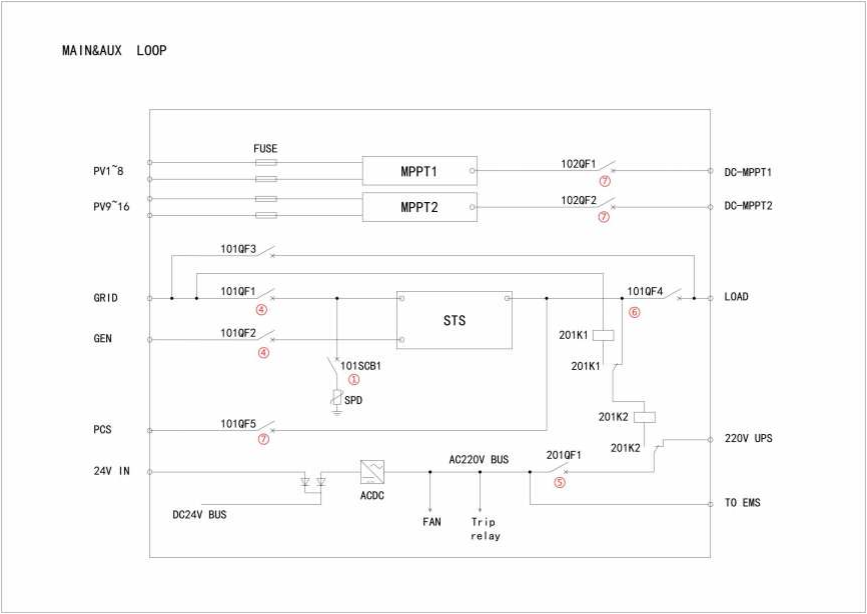 MAIN&AUX LOOP
FUSE
PV1~8
MPPT1
102QF1
⑦
DC-MPPT1
PV9~16
MPPT2
102QF2
⑦
DC-MPPT2
101QF3
GRID
101QF1
④
101QF4
⑥
LOAD
STS
GEN
101QF2
④
201K1
201K1
101SCB1
①
SPD
PCS
101QF5
⑦
201K2
201K2
220V UPS
24V IN
AC220V BUS
201QF1
⑤
ACDC
TO EMS
DC24V BUS
FAN
Trip
relay